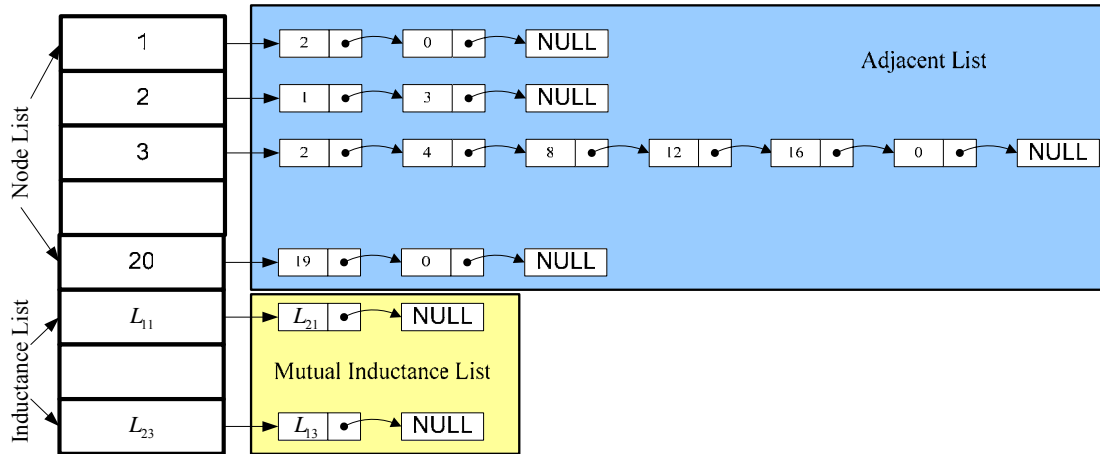 1 2 0 NULL
Adjacent List
2 1 3 NULL
3 2 4 8 12 16 0 NULL
Node List
20 19 0 NULL
L11 L21 NULL
Mutual Inductance List
Inductance List
L23 L13 NULL